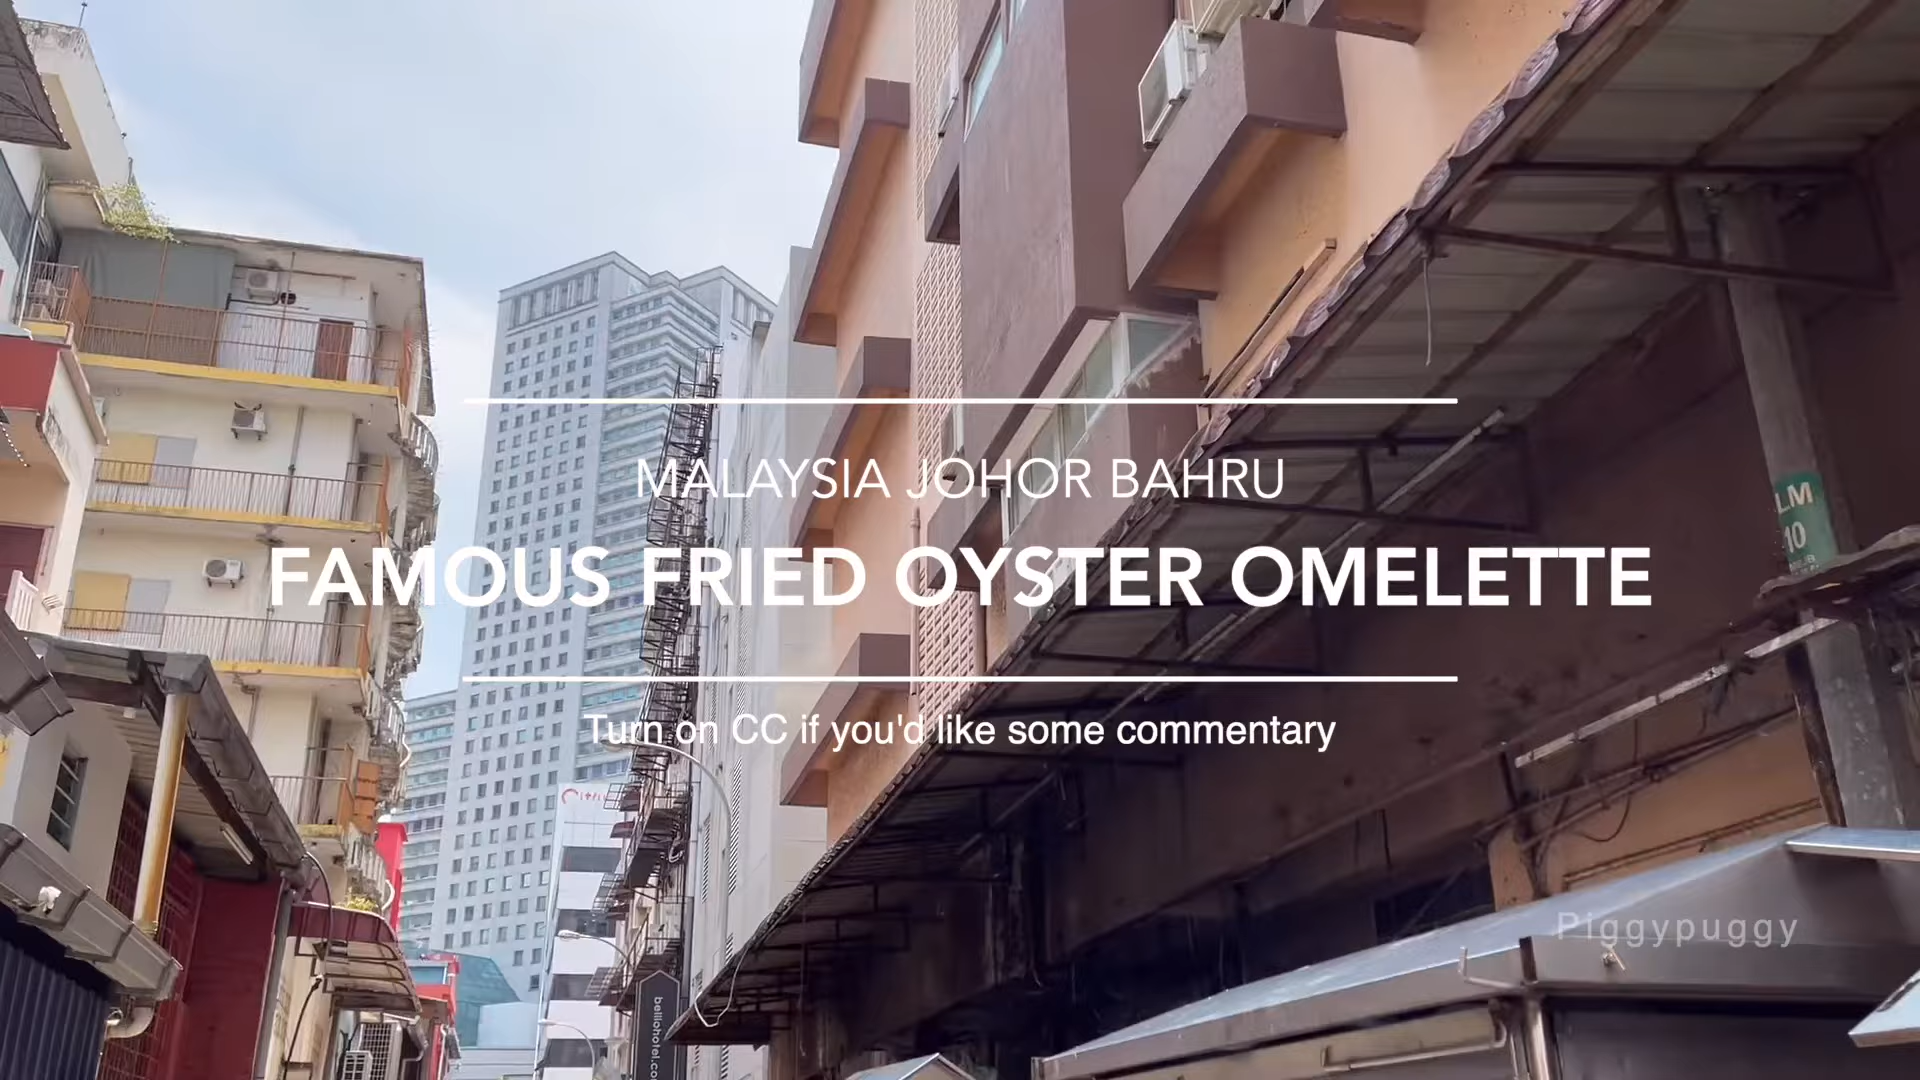 MALAYSIA JOHOR BAHRU
FAMOUS FRIED OYSTER OMELETTE
Turn on CC if you'd like some commentary
LM
10
Piggypuggy